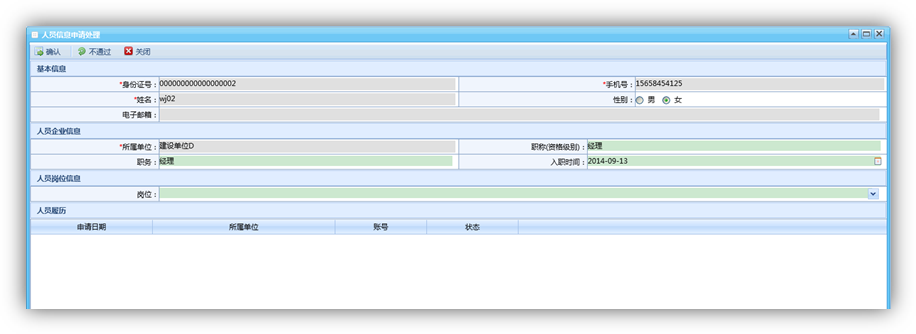 人员信息申请处理
确认 不通过 关闭
基本信息
*身份证号： 000000000000000002 *手机号： 15658454125
*姓名： wj02 性别： 男 女
电子邮箱：
人员企业信息
*所属单位： 建设单位D 职称(资格级别)： 经理
职务： 经理 入职时间： 2014-09-13
人员岗位信息
岗位：
人员履历
申请日期 所属单位 账号 状态